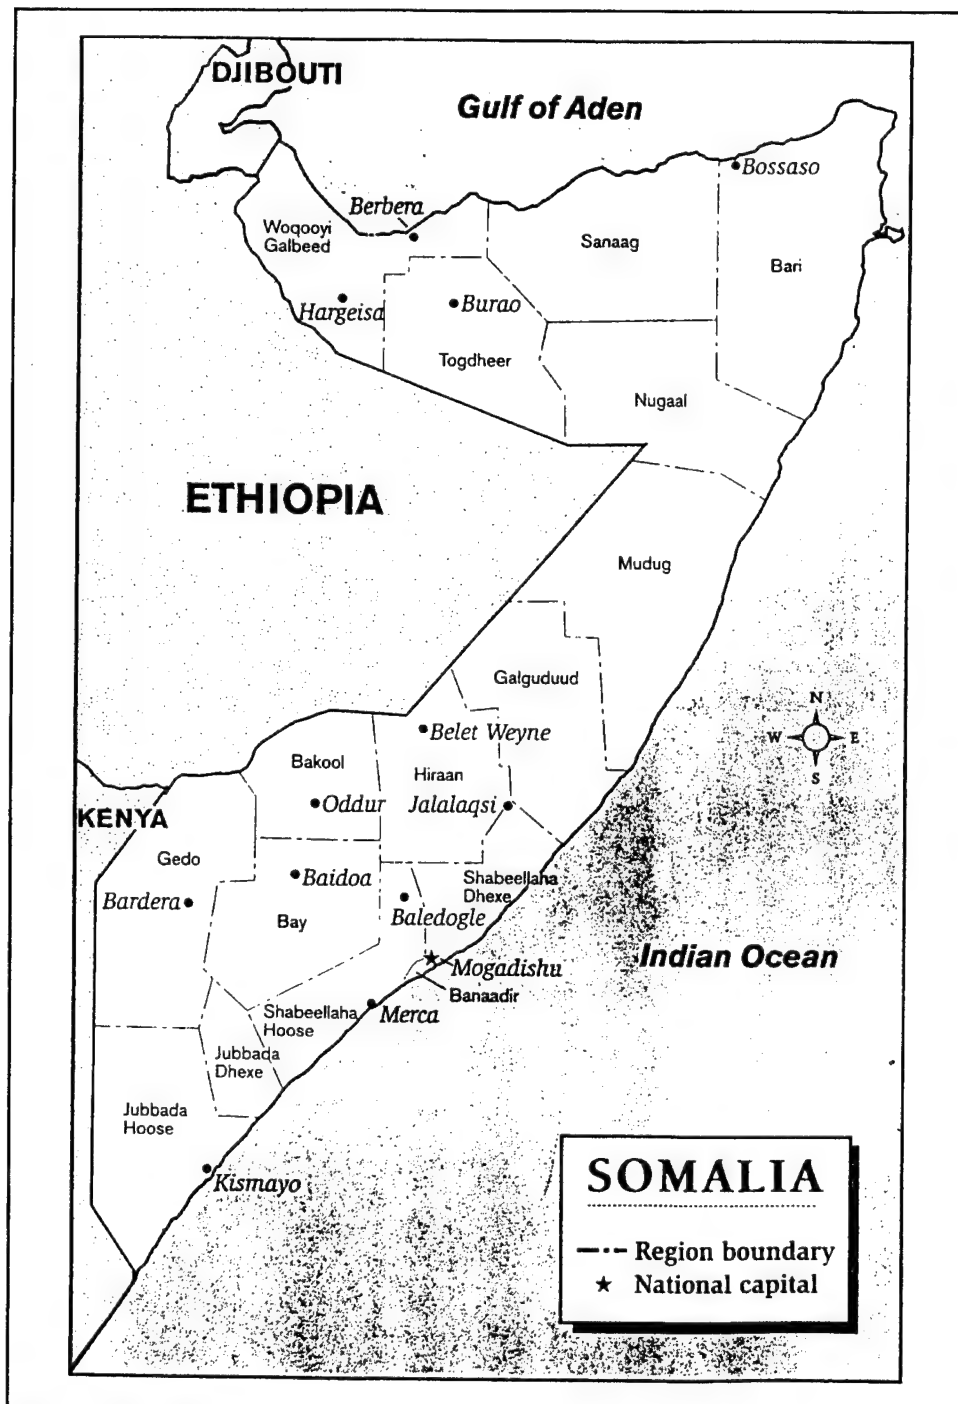 DJIBOUTI
Gulf of Aden
Bossaso
Berbera
Woqooyi
Galbeed
Sanaag
Bari
Hargeisa
Burao
Togdheer
Nugaal
ETHIOPIA
Mudug
Galguduud
N
W E
S
Belet Weyne
Bakool
Hiraan
Oddur
Jalalaqsi
KENYA
Gedo
Baidoa
Shabeellaha
Dhexe
Bardera
Bay
Baledogle
Indian Ocean
Mogadishu
Banaadir
Shabeellaha
Hoose
Merca
Jubbada
Dhexe
Jubbada
Hoose
Kismayo
SOMALIA
Region boundary
National capital